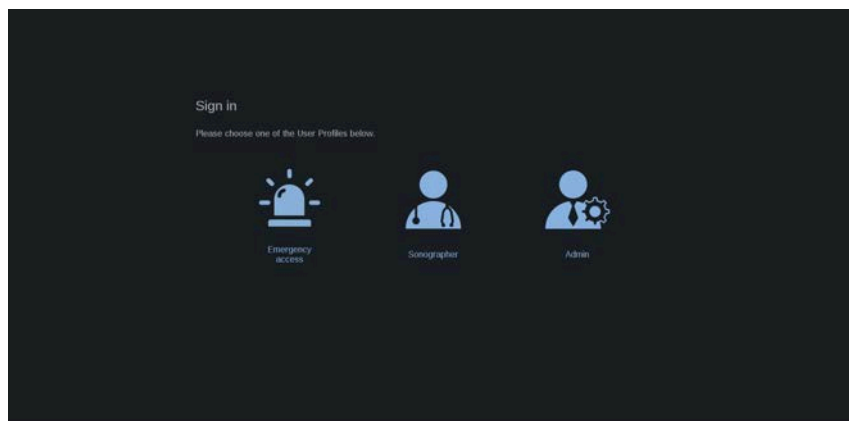 Sign in
Please choose one of the User Profiles below.
Emergency
access
Sonographer
Admin